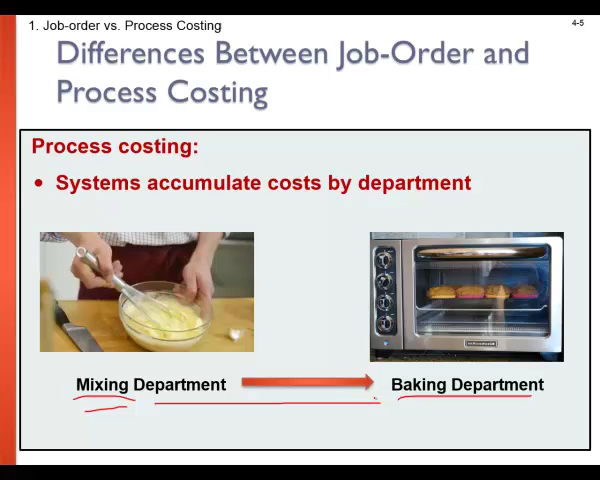 1. Job-order vs. Process Costing
4-5
Differences Between Job-Order and
Process Costing
Process costing:
• Systems accumulate costs by department
Mixing Department
Baking Department